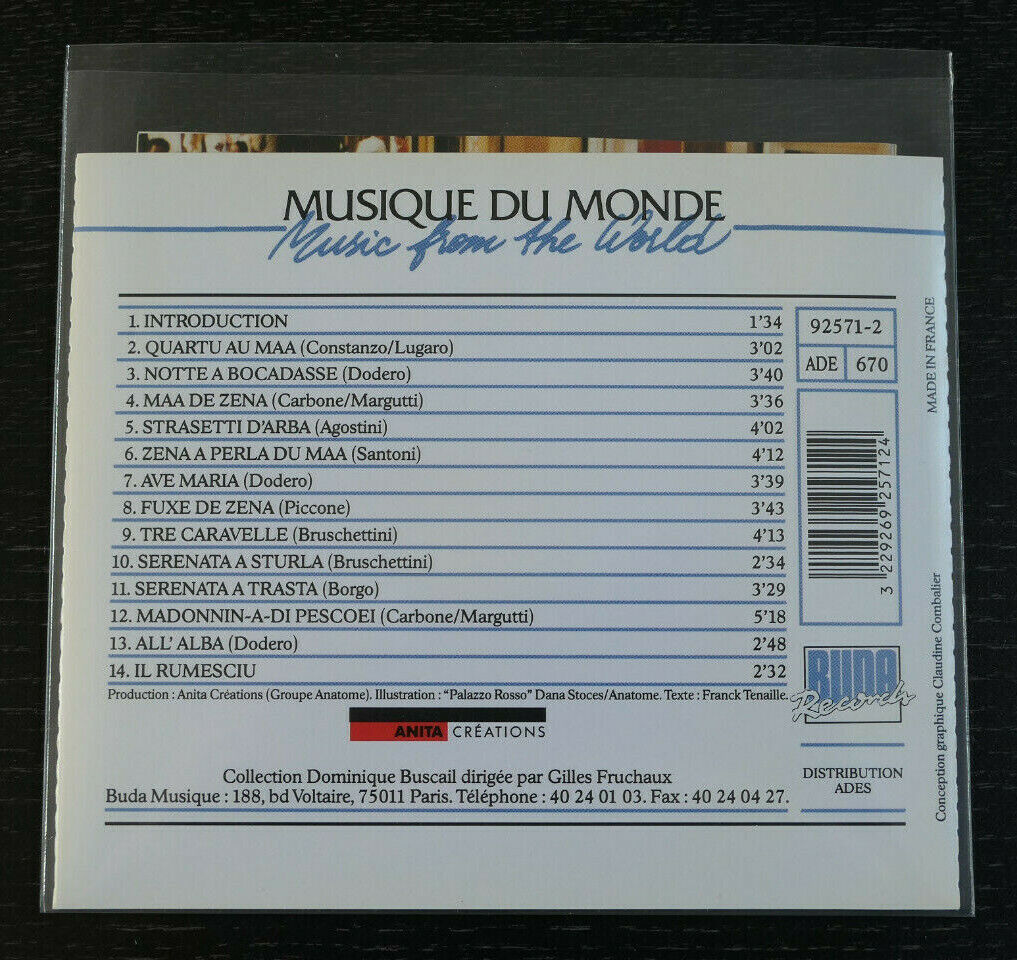 MUSIQUE DU MONDE
Music from the World
1. INTRODUCTION 1'34
2. QUARTU AU MAA (Constanzo/Lugaro) 3'02
3. NOTTE A BOCADASSE (Dodero) 3'40
4. MAA DE ZENA (Carbone/Margutti) 3'36
5. STRASETTI D'ARBA (Agostini) 4'02
6. ZENA A PERLA DU MAA (Santoni) 4'12
7. AVE MARIA (Dodero) 3'39
8. FUXE DE ZENA (Piccone) 3'43
9. TRE CARAVELLE (Bruschettini) 4'13
10. SERENATA A STURLA (Bruschettini) 2'34
11. SERENATA A TRASTA (Borgo) 3'29
12. MADONNIN-A-DI PESCOEI (Carbone/Margutti) 5'18
13. ALL' ALBA (Dodero) 2'48
14. IL RUMESCIU 2'32
Production : Anita Créations (Groupe Anatome). Illustration : "Palazzo Rosso" Dana Stoces/Anatome. Texte : Franck Tenaille.
ANITA CRÉATIONS
Collection Dominique Buscail dirigée par Gilles Fruchaux
Buda Musique : 188, bd Voltaire, 75011 Paris. Téléphone : 40 24 01 03. Fax : 40 24 04 27.
92571-2
ADE 670
3 229269 257124
BUDA
Records
DISTRIBUTION
ADES
MADE IN FRANCE
Conception graphique Claudine Combalier